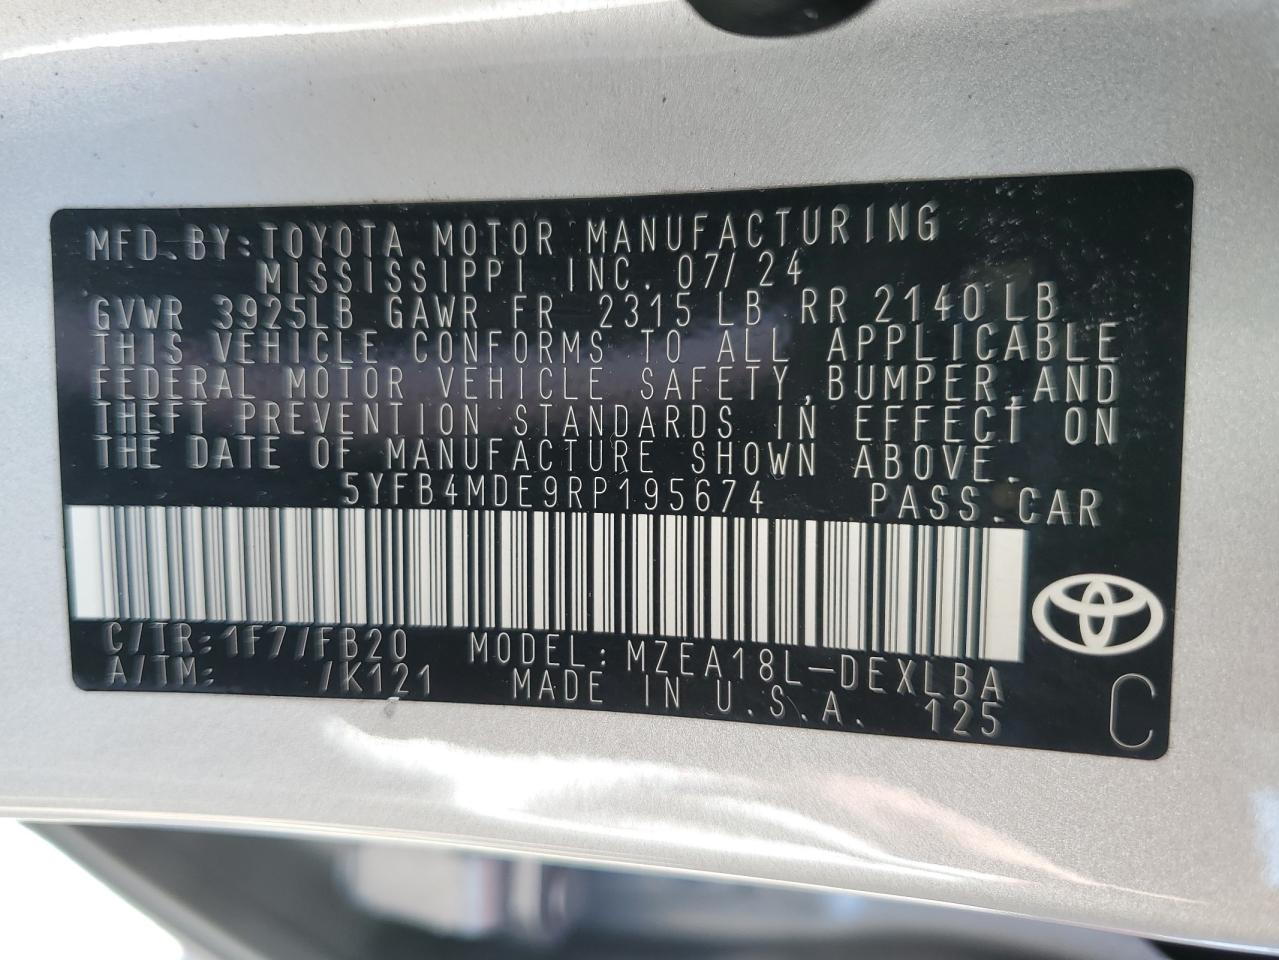 MFD.BY:TOYOTA MOTOR MANUFACTURING
MISSISSIPPI INC. 07/24
GVWR 3925LB GAWR FR 2315 LB RR 2140LB
THIS VEHICLE CONFORMS TO ALL APPLICABLE
FEDERAL MOTOR VEHICLE SAFETY,BUMPER,AND
THEFT PREVENTION STANDARDS IN EFFECT ON
THE DATE OF MANUFACTURE SHOWN ABOVE.
5YFB4MDE9RP195674 PASS.CAR
C/TR:1F7/FB20 MODEL:MZEA18L-DEXLBA
A/TM: /K121 MADE IN U.S.A. 125
C